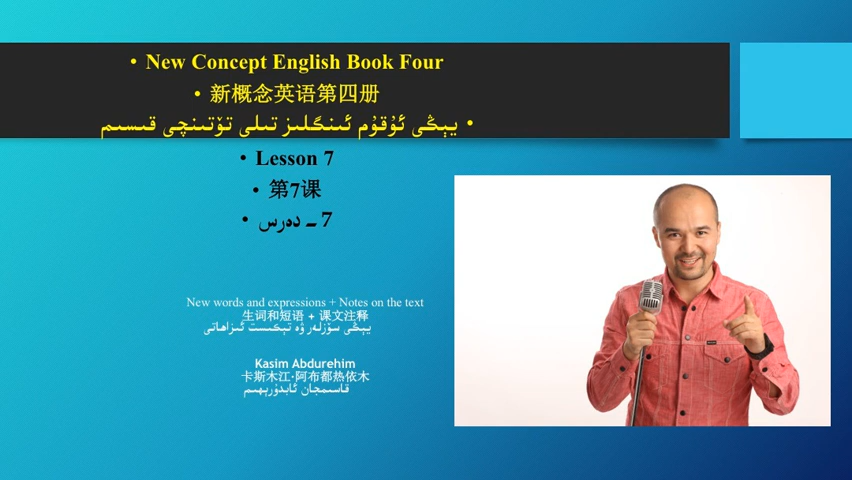 • New Concept English Book Four
• 新概念英语第四册
• يېڭى ئۇقۇم ئىنگلىز تىلى تۆتىنچى قىسىم
• Lesson 7
• 第7课
• 7 ـ دەرس
New words and expressions + Notes on the text
生词和短语 + 课文注释
يېڭى سۆزلەر ۋە تېكىست ئىزاھاتى
Kasim Abdurehim
卡斯木江·阿布都热依木
قاسىمجان ئابدۇرېھىم